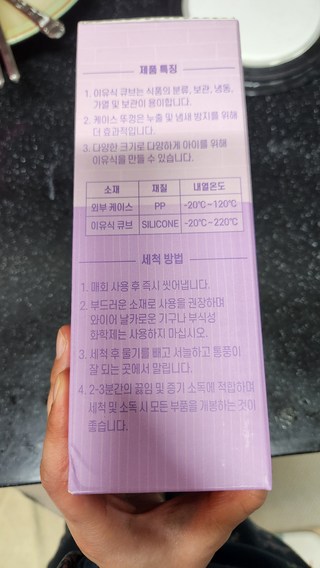 제품 특징
1. 이유식 큐브는 식품의 분류, 보관, 냉동,
가열 및 보관이 용이합니다.
2. 케이스 뚜껑은 누출 및 냄새 방지를 위해
더 효과적입니다.
3. 다양한 크기로 다양하게 아이를 위해
이유식을 만들 수 있습니다.
소재 재질 내열온도
외부 케이스 PP -20℃~120℃
이유식 큐브 SILICONE -20℃~220℃
세척 방법
1. 매회 사용 후 즉시 씻어냅니다.
2. 부드러운 소재로 사용을 권장하며
와이어 날카로운 기구나 부식성
화학제는 사용하지 마십시오.
3. 세척 후 물기를 빼고 서늘하고 통풍이
잘 되는 곳에서 말립니다.
4. 2-3분간의 끓임 및 증기 소독에 적합하며
세척 및 소독 시 모든 부품을 개봉하는 것이
좋습니다.